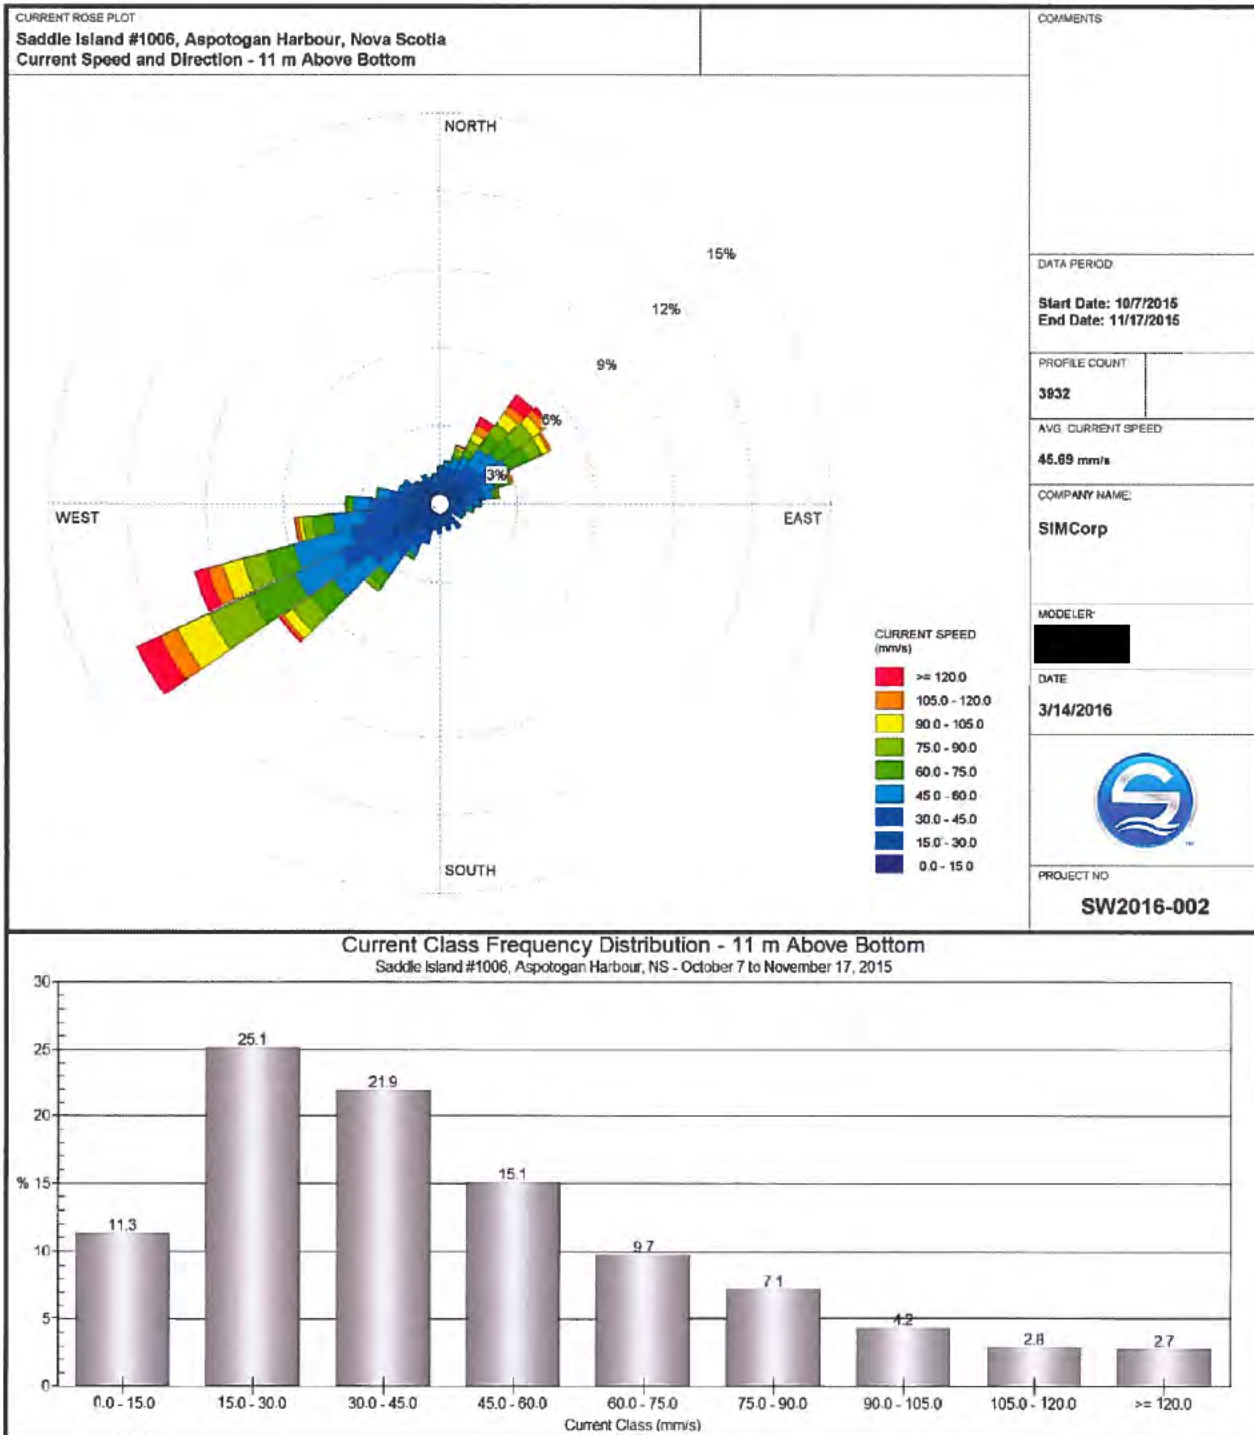 CURRENT ROSE PLOT
Saddle Island #1006, Aspotogan Harbour, Nova Scotia
Current Speed and Direction - 11 m Above Bottom
COMMENTS
NORTH
15%
12%
9%
6%
3%
WEST
EAST
SOUTH
CURRENT SPEED
(mm/s)
>= 120.0
105.0 - 120.0
90.0 - 105.0
75.0 - 90.0
60.0 - 75.0
45.0 - 60.0
30.0 - 45.0
15.0 - 30.0
0.0 - 15.0
DATA PERIOD
Start Date: 10/7/2015
End Date: 11/17/2015
PROFILE COUNT
3932
AVG. CURRENT SPEED
45.69 mm/s
COMPANY NAME:
SIMCorp
MODELER:
DATE
3/14/2016
PROJECT NO
SW2016-002
Current Class Frequency Distribution - 11 m Above Bottom
Saddle Island #1006, Aspotogan Harbour, NS - October 7 to November 17, 2015
30
25
20
% 15
10
5
0
11.3
25.1
21.9
15.1
9.7
7.1
4.2
2.8
2.7
0.0 - 15.0
15.0 - 30.0
30.0 - 45.0
45.0 - 60.0
60.0 - 75.0
75.0 - 90.0
90.0 - 105.0
105.0 - 120.0
>= 120.0
Current Class (mm/s)